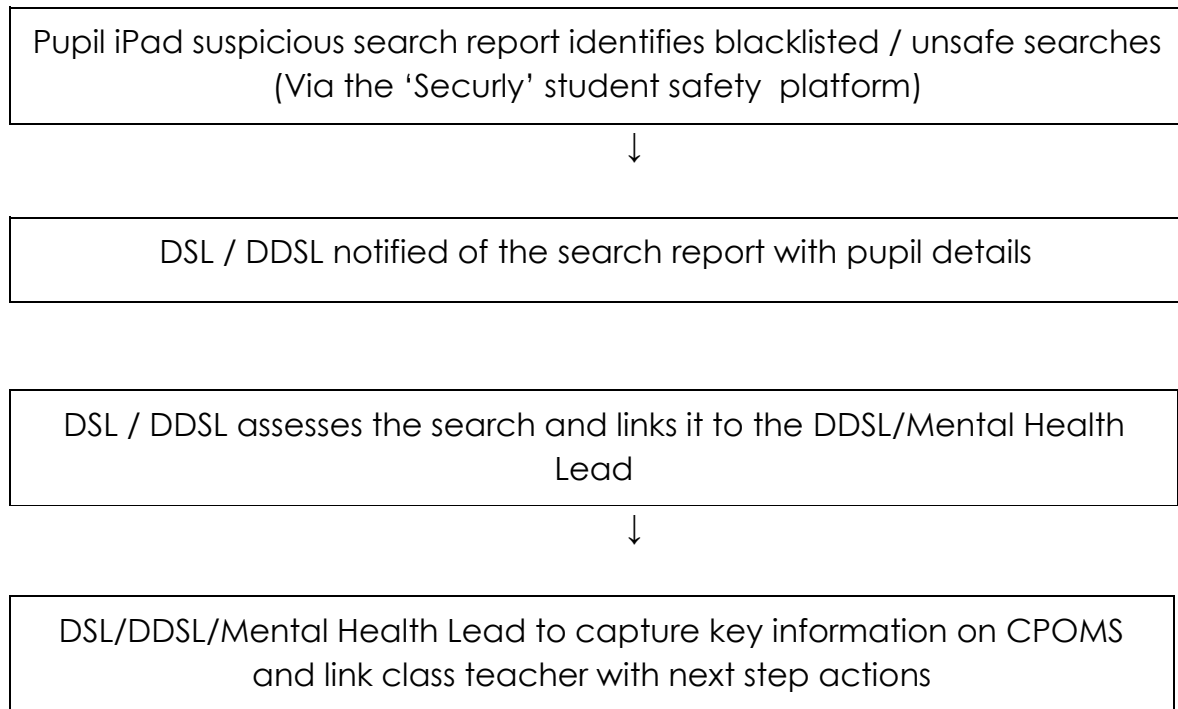 Pupil iPad suspicious search report identifies blacklisted / unsafe searches
(Via the ‘Securly’ student safety  platform)
↓
DSL / DDSL notified of the search report with pupil details
DSL / DDSL assesses the search and links it to the DDSL/Mental Health
Lead
↓
DSL/DDSL/Mental Health Lead to capture key information on CPOMS
and link class teacher with next step actions